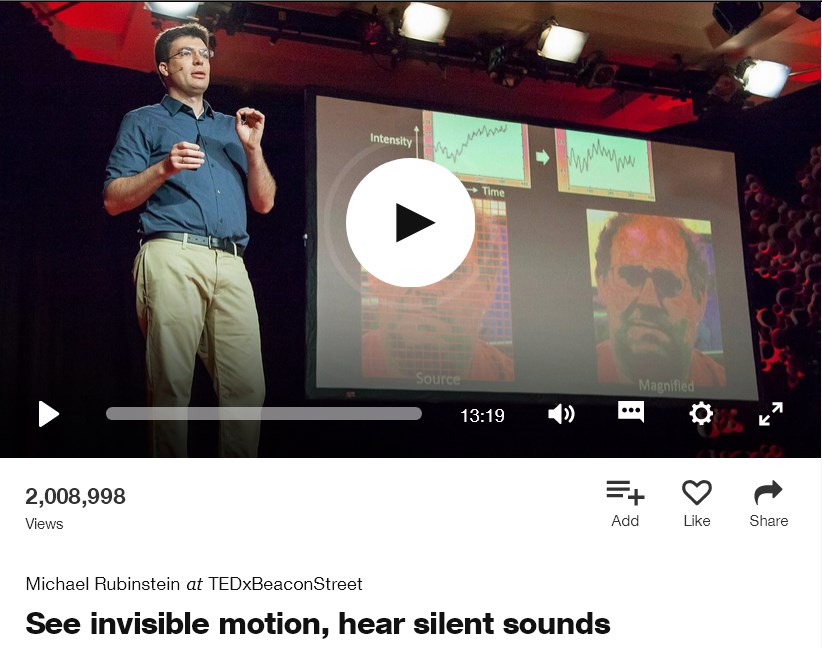 Intensity
Time
Source
Magnified
13:19
2,008,998
Views
Add
Like
Share
Michael Rubinstein at TEDxBeaconStreet
See invisible motion, hear silent sounds